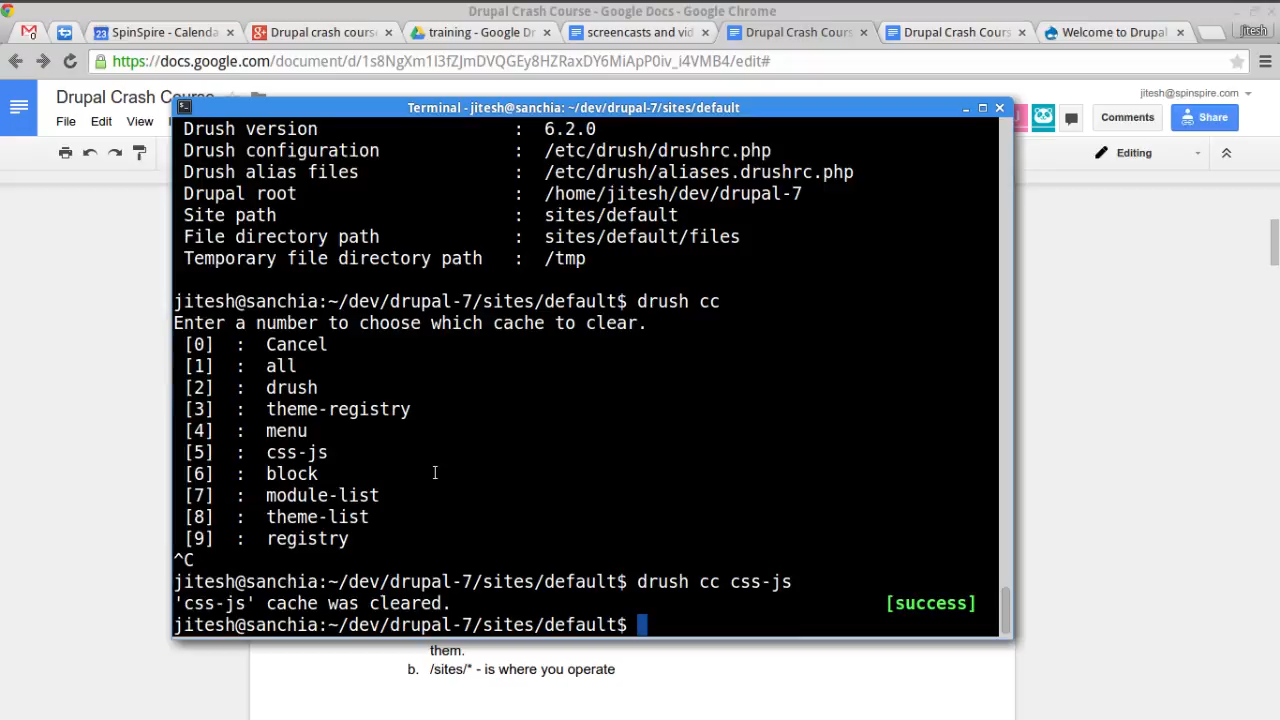 Drupal Crash Course - Google Docs - Google Chrome
23 SpinSpire - Calenda × Drupal crash cours × training - Google D × screencasts and vid × Drupal Crash Cours × Drupal Crash Cours × Welcome to Drupal × jitesh
https://docs.google.com/document/d/1s8NgXm1I3fZJmDVQGEy8HZRaxDY6MiApP0iv_i4VMB4/edit#
Drupal Crash Course
jitesh@spinspire.com
File Edit View
Comments
Share
Editing
Terminal - jitesh@sanchia: ~/dev/drupal-7/sites/default
Drush version : 6.2.0
Drush configuration : /etc/drush/drushrc.php
Drush alias files : /etc/drush/aliases.drushrc.php
Drupal root : /home/jitesh/dev/drupal-7
Site path : sites/default
File directory path : sites/default/files
Temporary file directory path : /tmp
jitesh@sanchia:~/dev/drupal-7/sites/default$ drush cc
Enter a number to choose which cache to clear.
[0] : Cancel
[1] : all
[2] : drush
[3] : theme-registry
[4] : menu
[5] : css-js
[6] : block
[7] : module-list
[8] : theme-list
[9] : registry
^C
jitesh@sanchia:~/dev/drupal-7/sites/default$ drush cc css-js
'css-js' cache was cleared. [success]
jitesh@sanchia:~/dev/drupal-7/sites/default$
them.
b. /sites/* - is where you operate